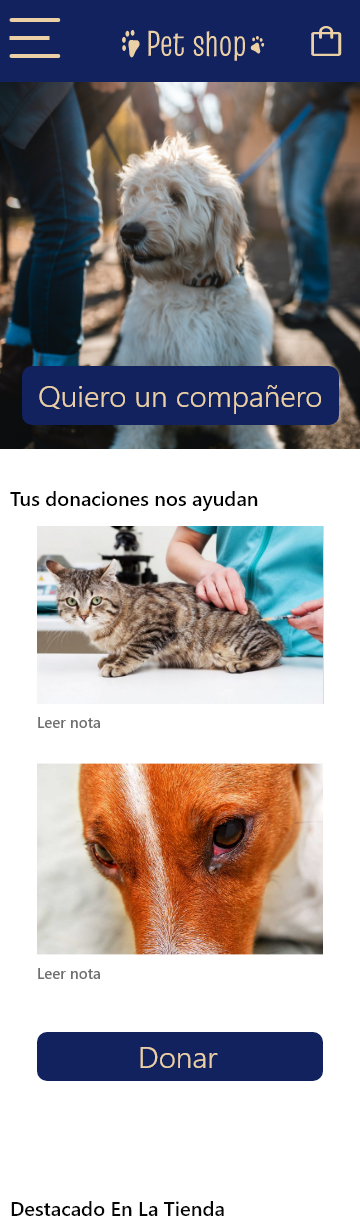 Pet shop
Quiero un compañero
Tus donaciones nos ayudan
Leer nota
Leer nota
Donar
Destacado En La Tienda